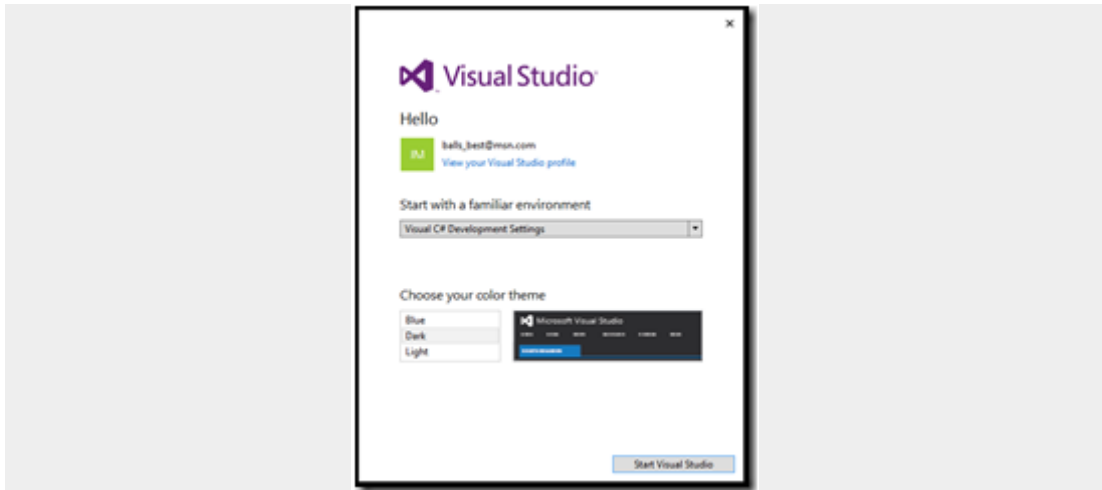 Visual Studio
Hello
IM
balls_best@msn.com
View your Visual Studio profile
Start with a familiar environment
Visual C# Development Settings
Choose your color theme
Blue
Dark
Light
Microsoft Visual Studio
Start Visual Studio